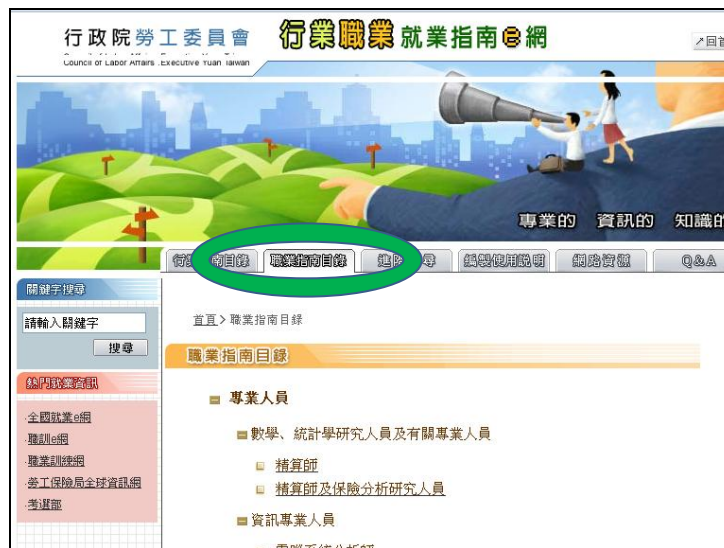 行政院勞工委員會
行業職業就業指南e網
回首
Council of Labor Affairs .Executive Yuan Taiwan
專業的 資訊的 知識的
行 南目錄 職業指南目錄 進階 尋 編製使用說明 網路資源 Q&A
關鍵字搜尋
請輸入關鍵字
搜尋
首頁>職業指南目錄
職業指南目錄
熱門就業資訊
·全國就業e網
·職訓e網
·職業訓練網
·勞工保險局全球資訊網
·考選部
專業人員
數學、統計學研究人員及有關專業人員
精算師
精算師及保險分析研究人員
資訊專業人員